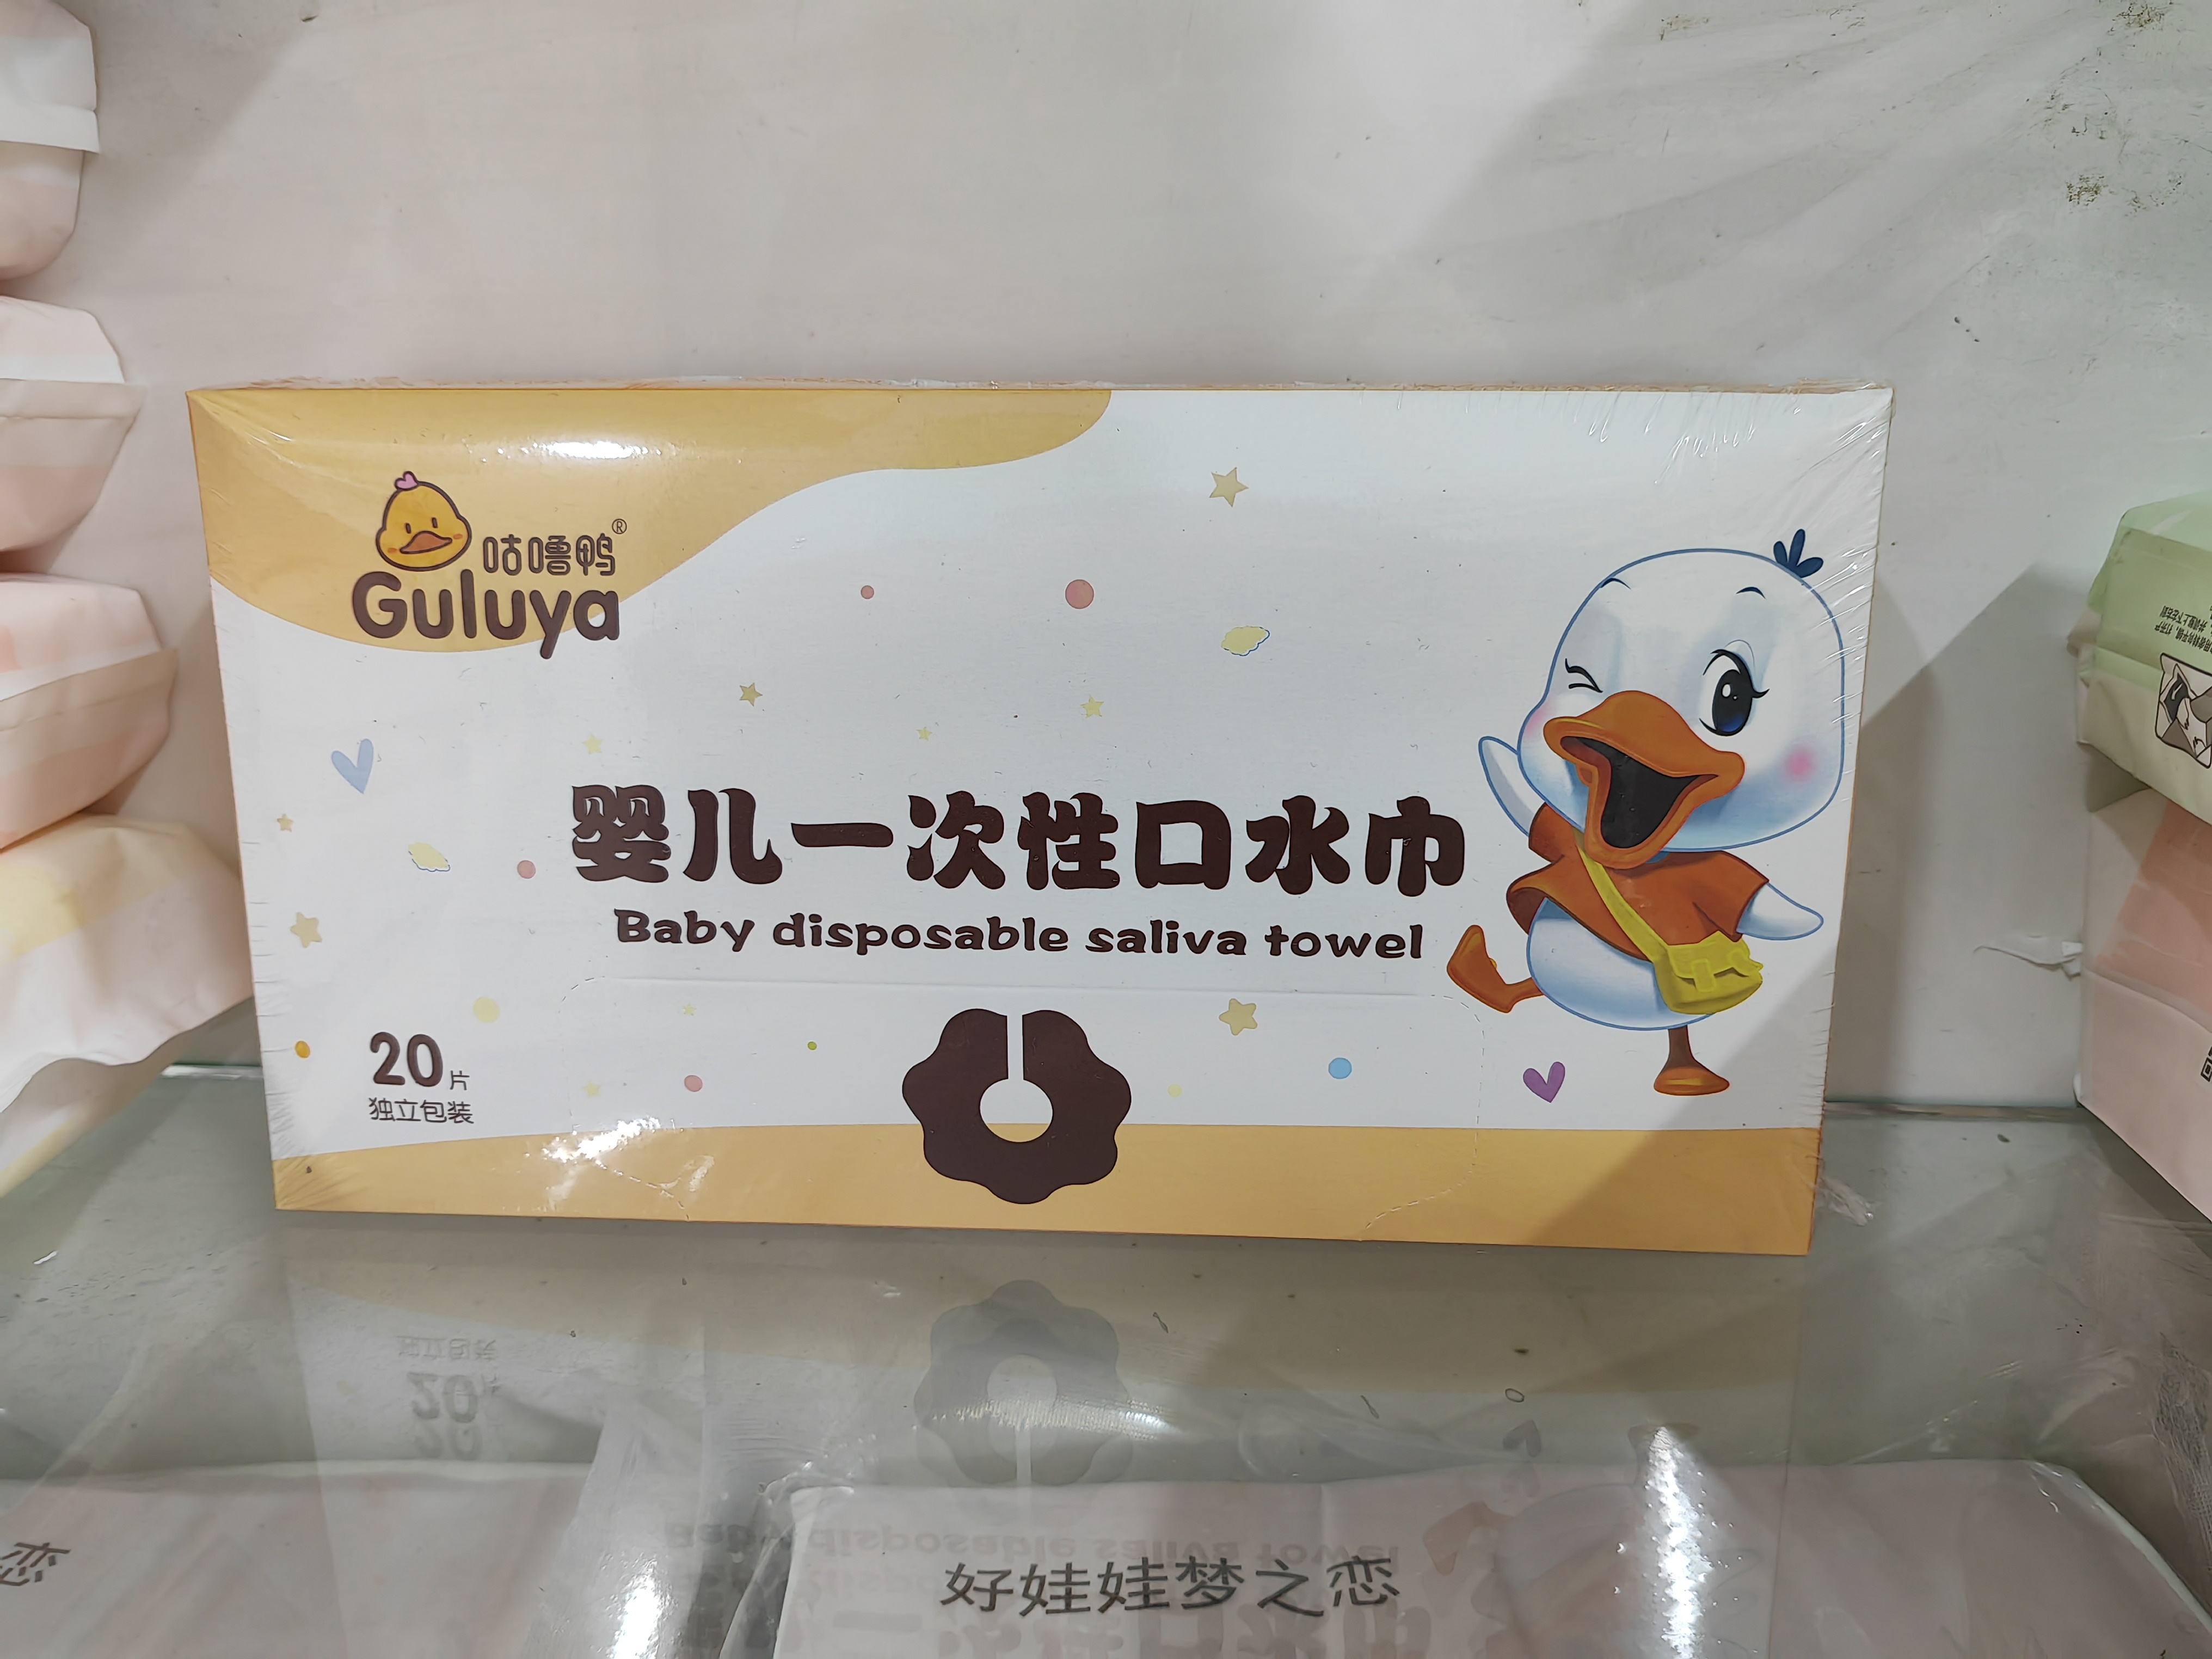 咕噜鸭®
Guluya
婴儿一次性口水巾
Baby disposable saliva towel
20片
独立包装
好娃娃梦之恋
恋